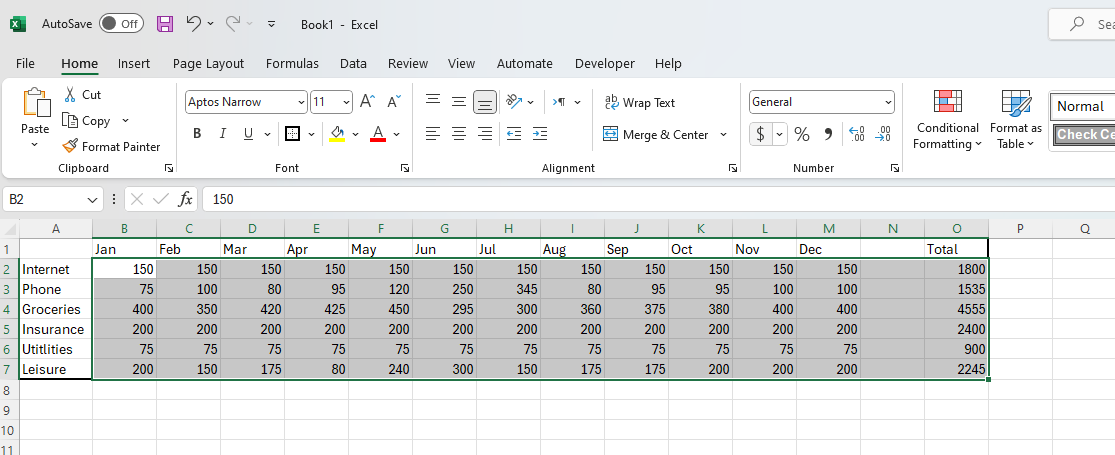 AutoSave Off Book1 - Excel
File Home Insert Page Layout Formulas Data Review View Automate Developer Help
Cut
Aptos Narrow 11 A^ A˅ ab Wrap Text General Normal
Paste Copy
B I U A Merge & Center $ % , .00 Conditional Formatting Format as Table
Format Painter
Clipboard Font Alignment Number
B2 fx 150
A B C D E F G H I J K L M N O P Q
1 Jan Feb Mar Apr May Jun Jul Aug Sep Oct Nov Dec Total
2 Internet 150 150 150 150 150 150 150 150 150 150 150 150 1800
3 Phone 75 100 80 95 120 250 345 80 95 95 100 100 1535
4 Groceries 400 350 420 425 450 295 300 360 375 380 400 400 4555
5 Insurance 200 200 200 200 200 200 200 200 200 200 200 200 2400
6 Utitlities 75 75 75 75 75 75 75 75 75 75 75 75 900
7 Leisure 200 150 175 80 240 300 150 175 175 200 200 200 2245
8
9
10
11